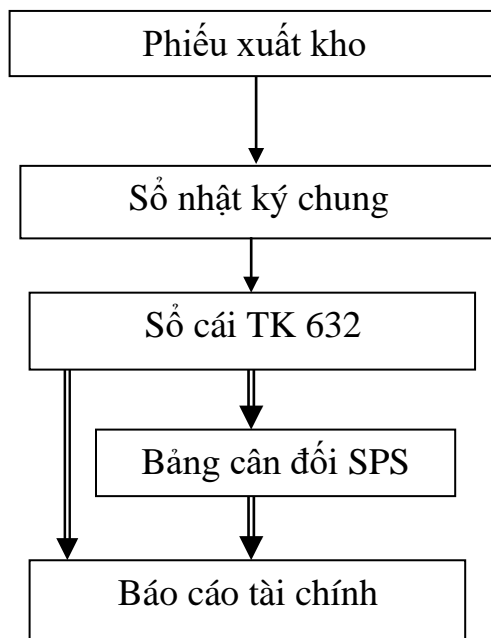 Phiếu xuất kho
Sổ nhật ký chung
Sổ cái TK 632
Bảng cân đối SPS
Báo cáo tài chính